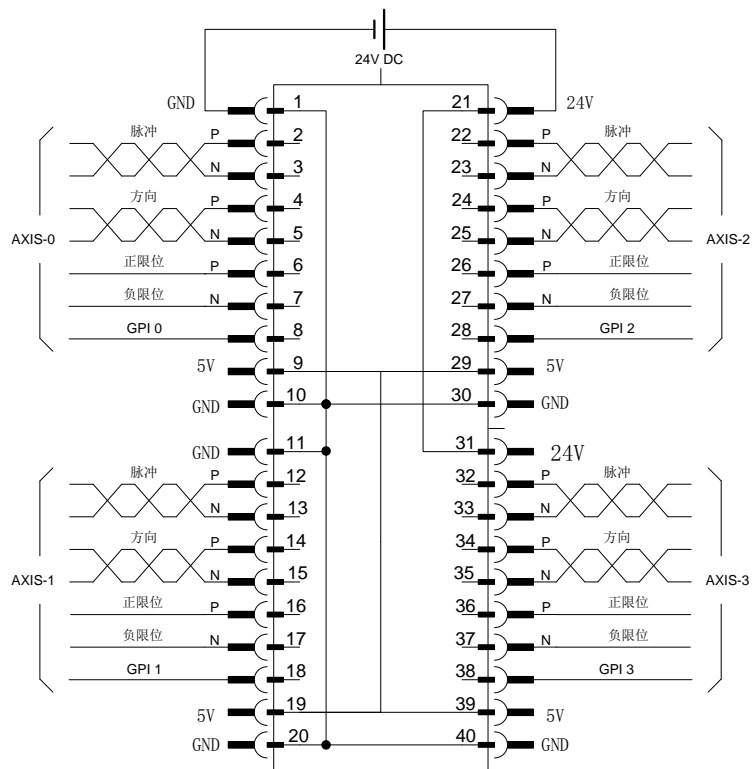 24V DC
GND 1 21 24V
脉冲 P 2 22 P 脉冲
N 3 23 N
方向 P 4 24 P 方向
AXIS-0 N 5 25 N AXIS-2
正限位 P 6 26 P 正限位
负限位 N 7 27 N 负限位
GPI 0 8 28 GPI 2
5V 9 29 5V
GND 10 30 GND
GND 11 31 24V
脉冲 P 12 32 P 脉冲
N 13 33 N
方向 P 14 34 P 方向
AXIS-1 N 15 35 N AXIS-3
正限位 P 16 36 P 正限位
负限位 N 17 37 N 负限位
GPI 1 18 38 GPI 3
5V 19 39 5V
GND 20 40 GND